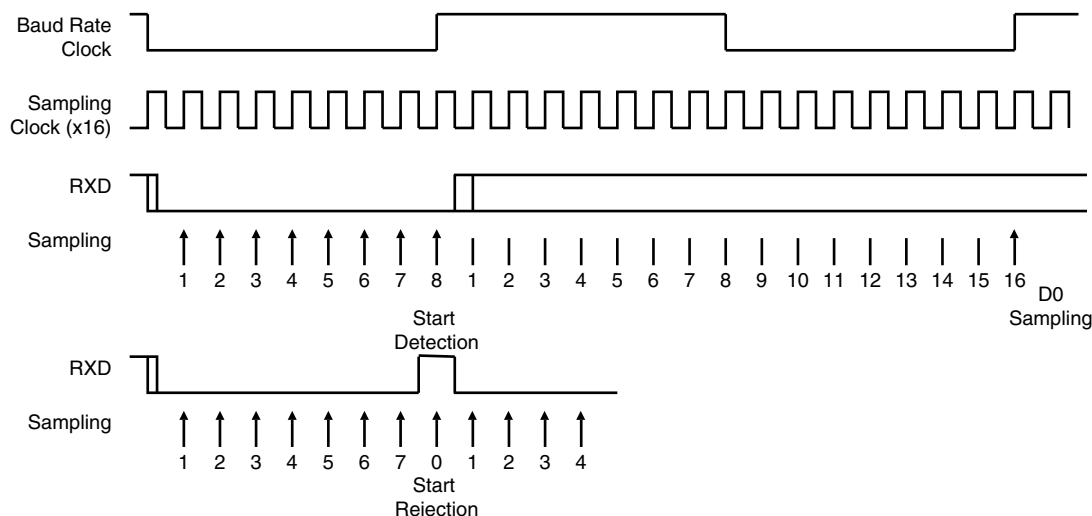 Baud Rate
Clock
Sampling
Clock (x16)
RXD
Sampling
1 2 3 4 5 6 7 8 1 2 3 4 5 6 7 8 9 10 11 12 13 14 15 16
D0
Sampling
Start
Detection
RXD
Sampling
1 2 3 4 5 6 7 0 1 2 3 4
Start
Rejection